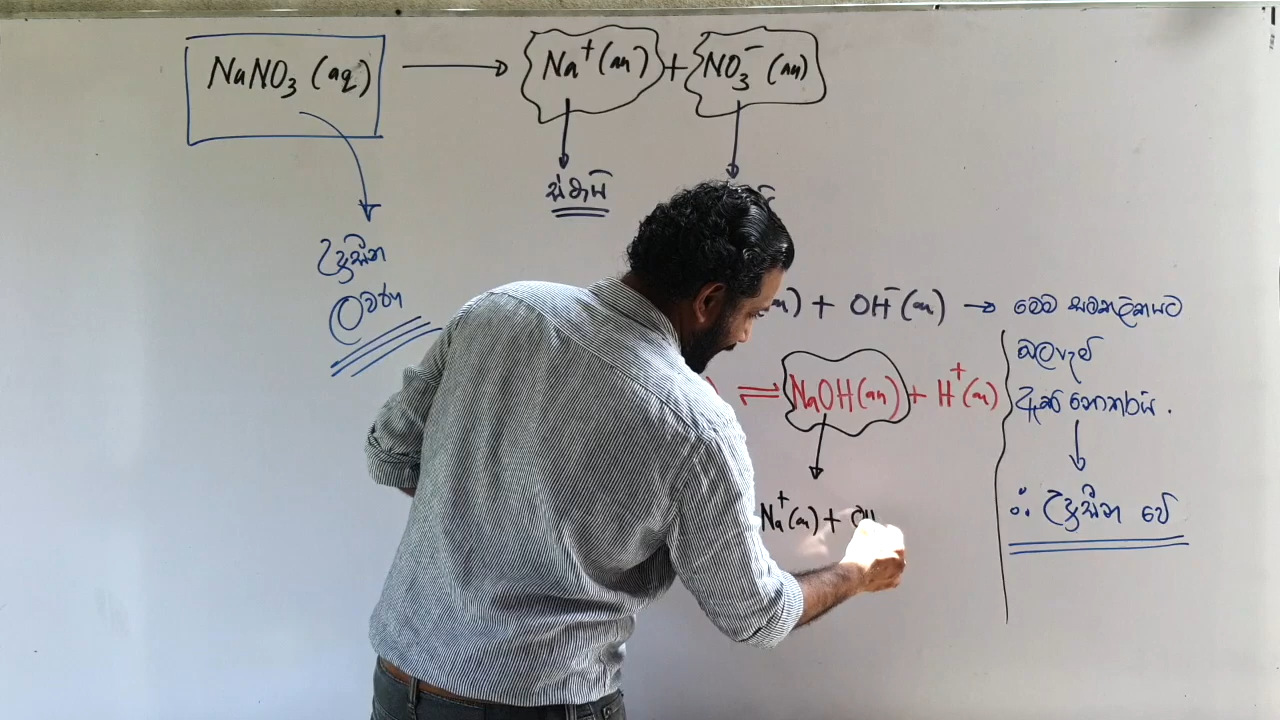 NaNO₃ (aq) → Na⁺(aq) + NO₃⁻ (aq)
උදාසීන
ලවණ
) + OH⁻(aq) → මෙම සමතුලිතයට
බලපෑම්
ඇති නොකරයි.
) ⇌ NaOH(aq) + H⁺(aq)
Na⁺(aq) + OH
∴ උදාසීන වේ